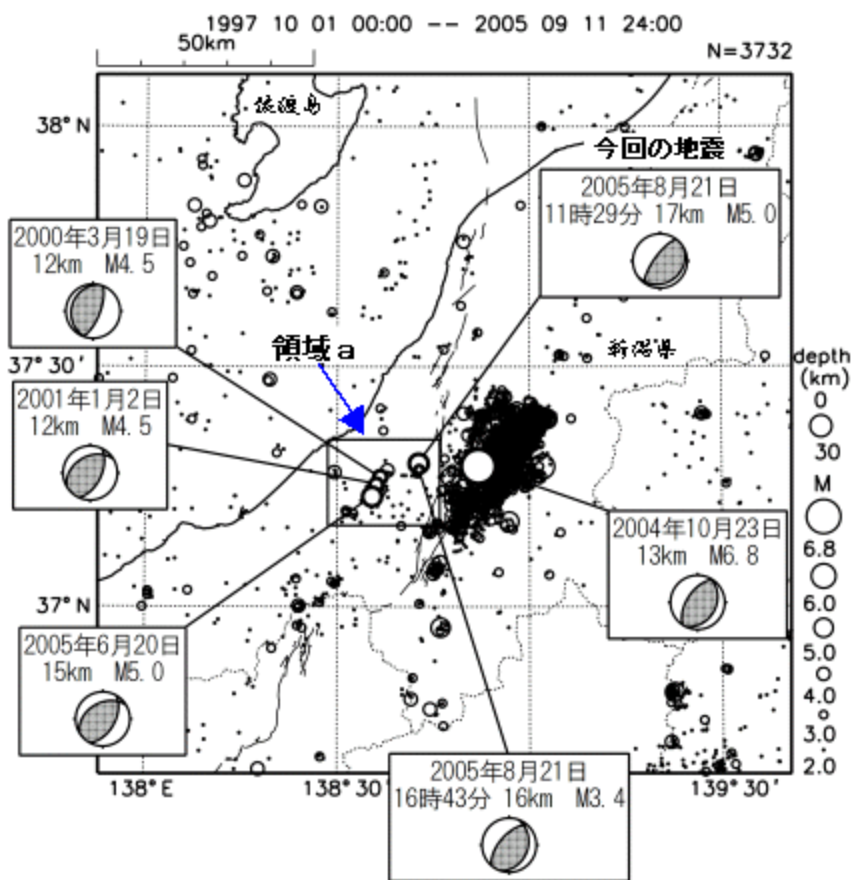 1997 10 01 00:00 -- 2005 09 11 24:00
50km
N=3732
佐渡島
38° N
今回の地震
2005年8月21日
11時29分 17km M5.0
2000年3月19日
12km M4.5
領域a
新潟県
37° 30'
depth
(km)
0
30
M
6.8
6.0
5.0
4.0
3.0
2.0
2001年1月2日
12km M4.5
2004年10月23日
13km M6.8
37° N
2005年6月20日
15km M5.0
2005年8月21日
16時43分 16km M3.4
138° E
138° 30'
139° 30'